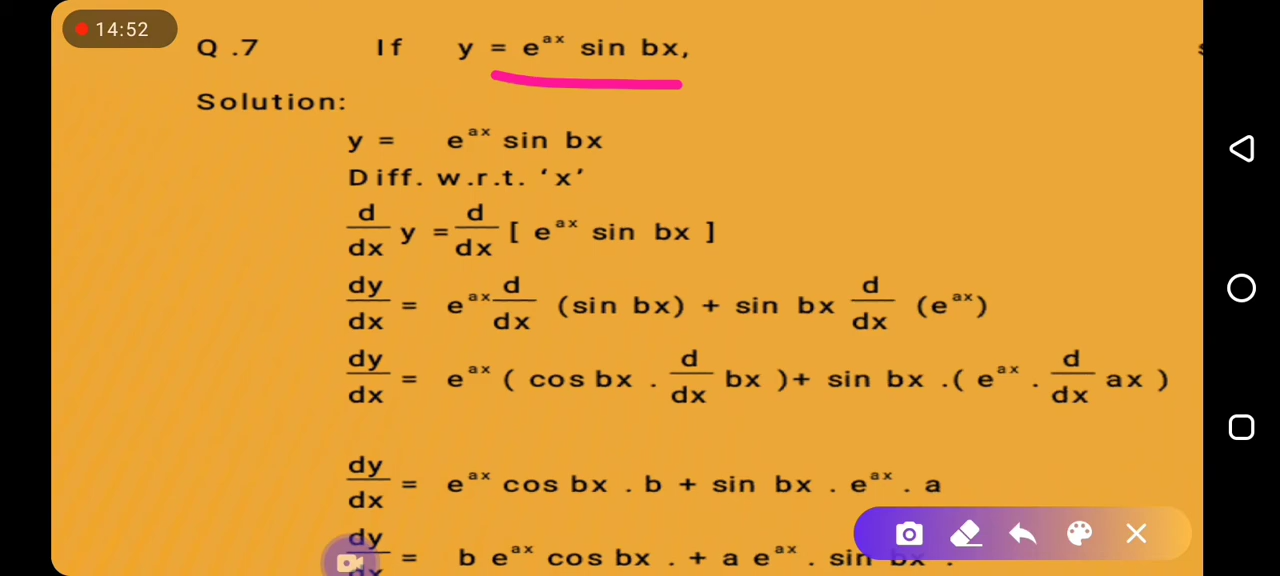 14:52
Q.7 If y = e^ax sin bx,
Solution:
y = e^ax sin bx
Diff. w.r.t. ‘x’
d/dx y = d/dx [ e^ax sin bx ]
dy/dx = e^ax d/dx (sin bx) + sin bx d/dx (e^ax)
dy/dx = e^ax ( cos bx . d/dx bx )+ sin bx .( e^ax . d/dx ax )
dy/dx = e^ax cos bx . b + sin bx . e^ax . a
dy/dx = b e^ax cos bx . + a e^ax . sin bx .